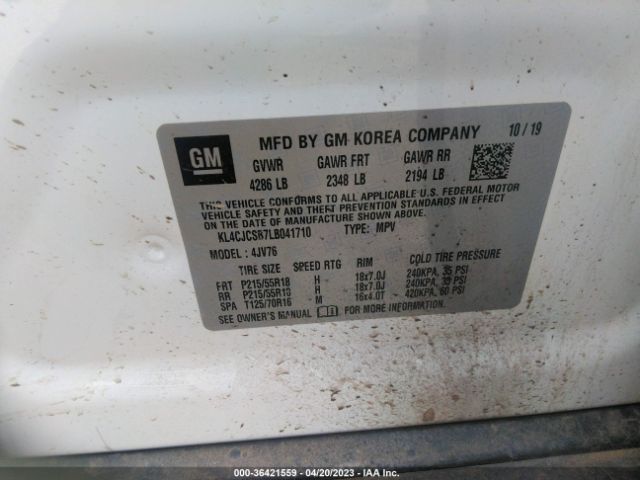 GM
MFD BY GM KOREA COMPANY 10 / 19
GVWR GAWR FRT GAWR RR
4286 LB 2348 LB 2194 LB
THIS VEHICLE CONFORMS TO ALL APPLICABLE U.S. FEDERAL MOTOR
VEHICLE SAFETY AND THEFT PREVENTION STANDARDS IN EFFECT
ON THE DATE OF MANUFACTURE SHOWN ABOVE.
KL4CJCSB7LB041710 TYPE: MPV
MODEL : 4JV76
TIRE SIZE SPEED RTG RIM COLD TIRE PRESSURE
FRT P215/55R18 H 18x7.0J 240KPA, 35 PSI
RR P215/55R18 H 18x7.0J 240KPA, 35 PSI
SPA T125/70R16 M 16x4.0T 420KPA, 60 PSI
SEE OWNER'S MANUAL FOR MORE INFORMATION.
000-36421559 - 04/20/2023 - IAA Inc.